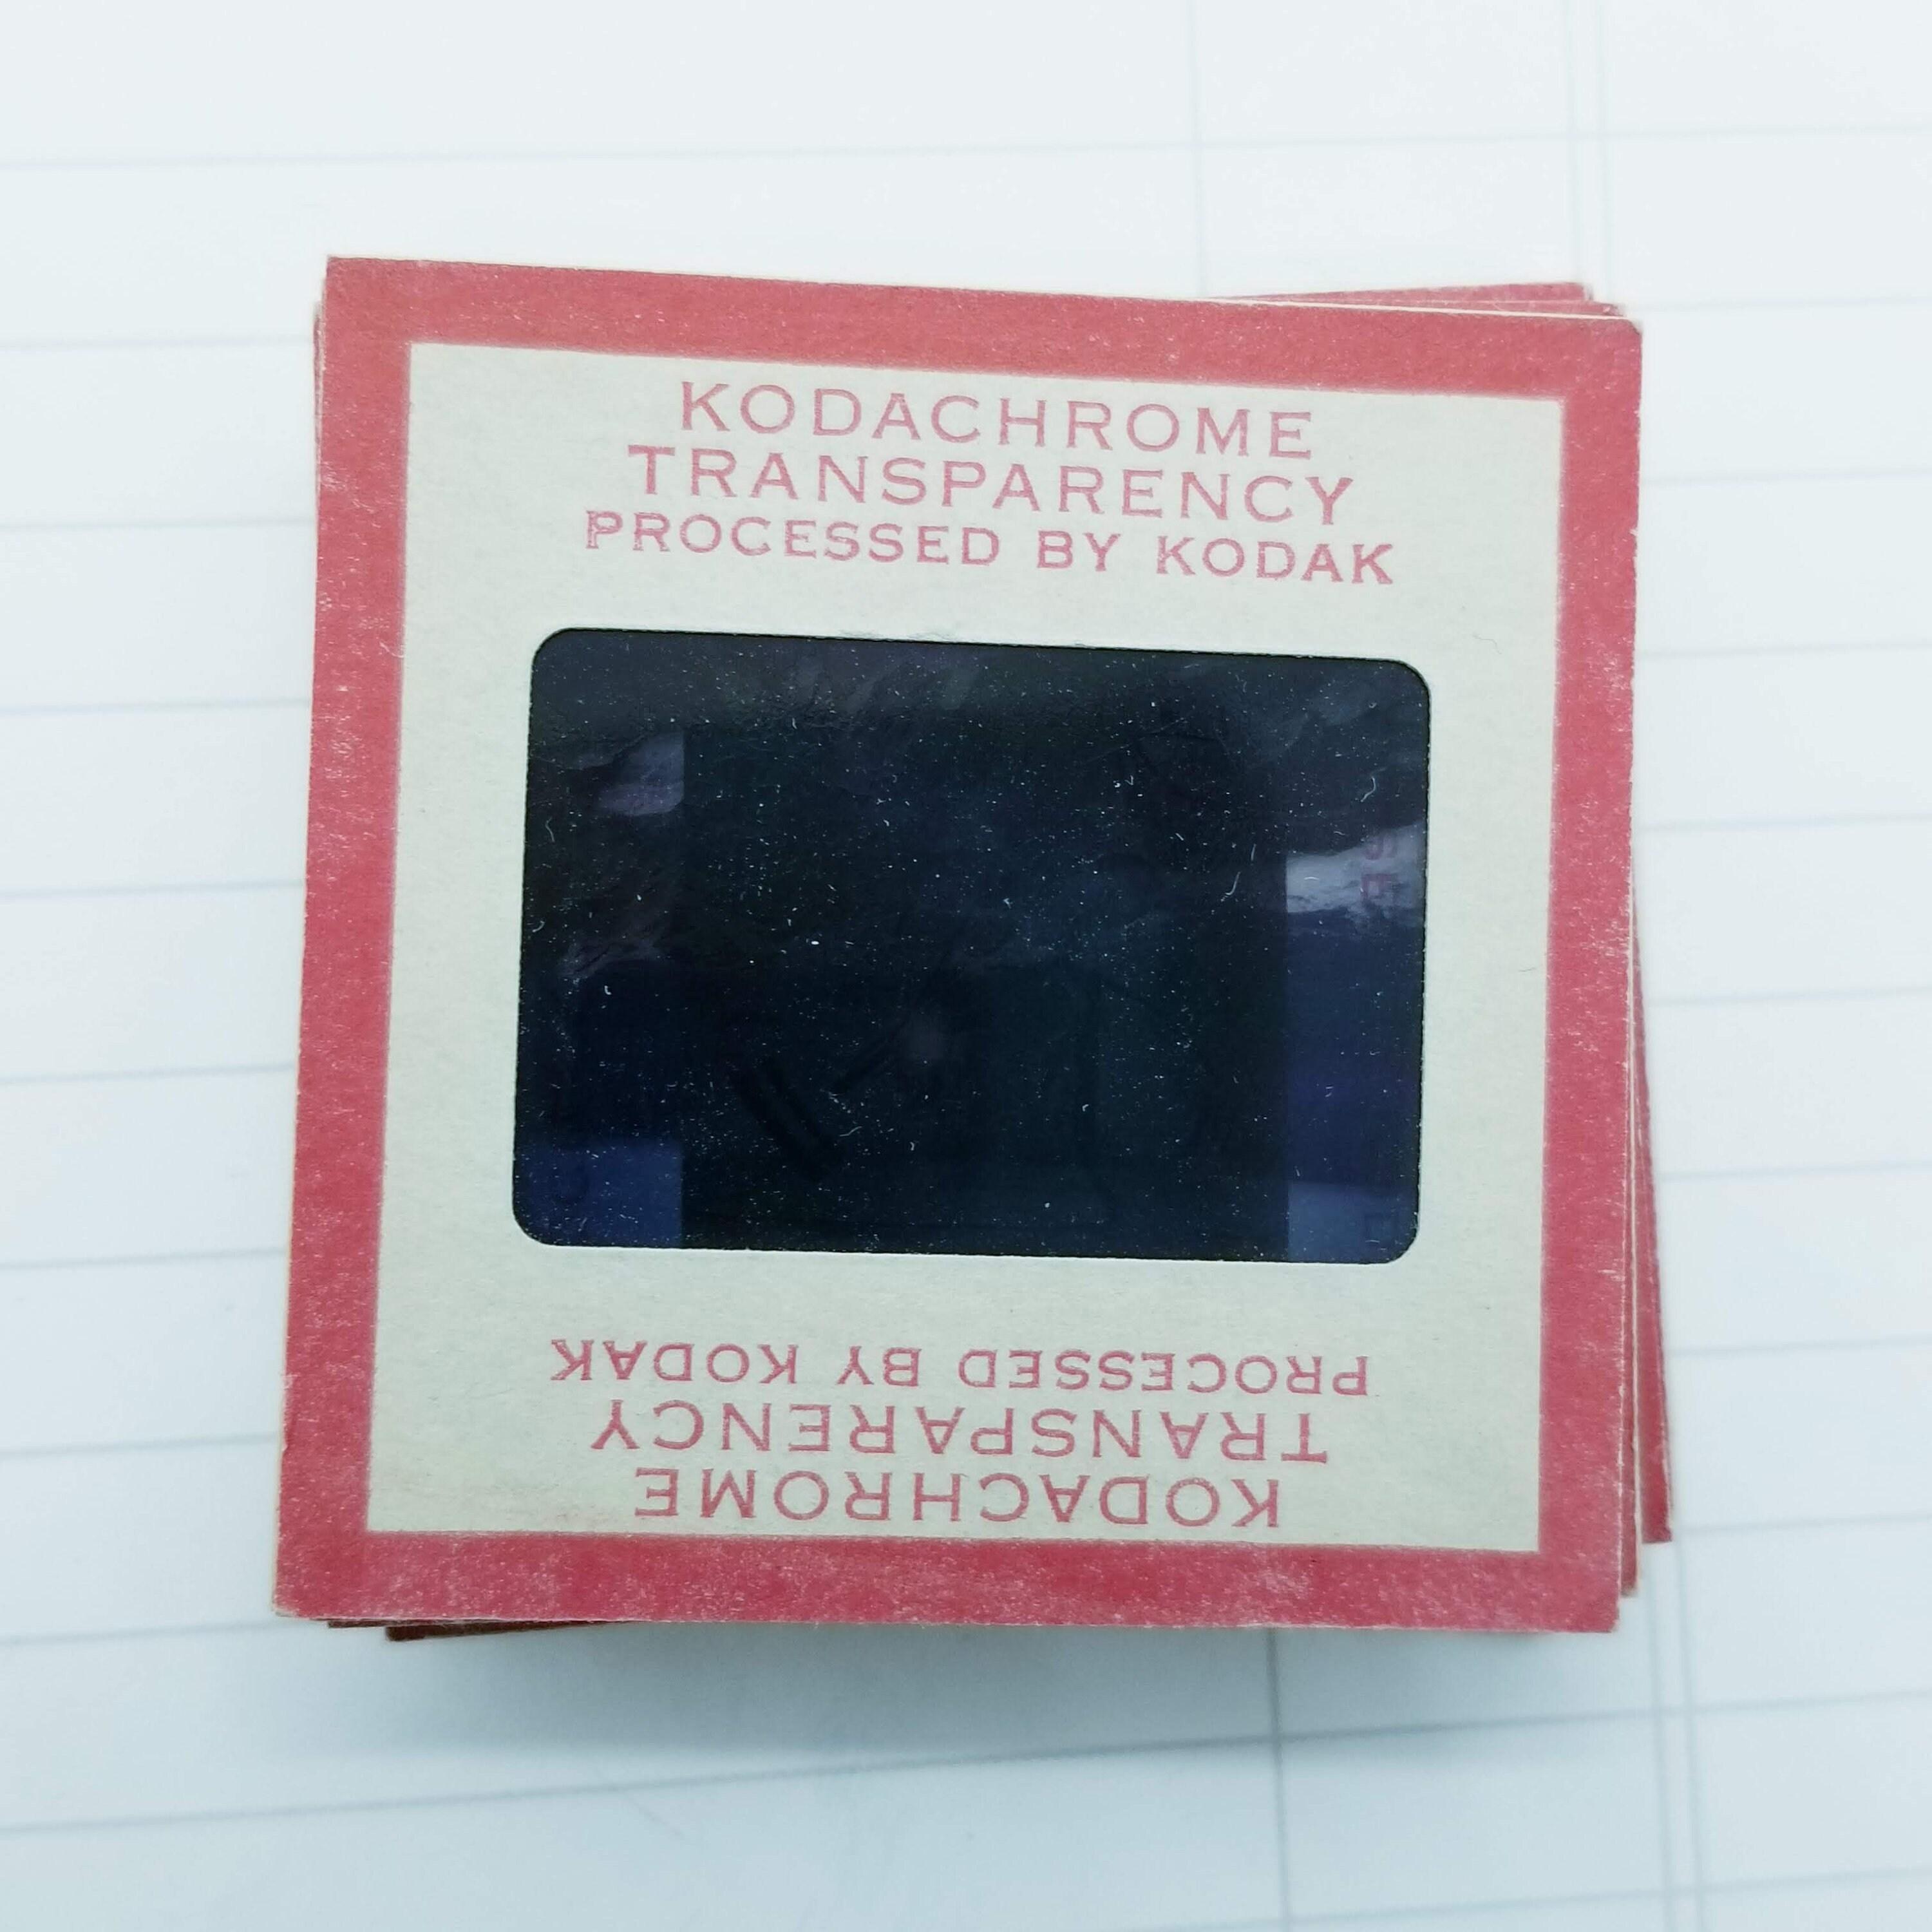 KODACHROME
TRANSPARENCY
PROCESSED BY KODAK
PROCESSED BY KODAK
TRANSPARENCY
KODACHROME